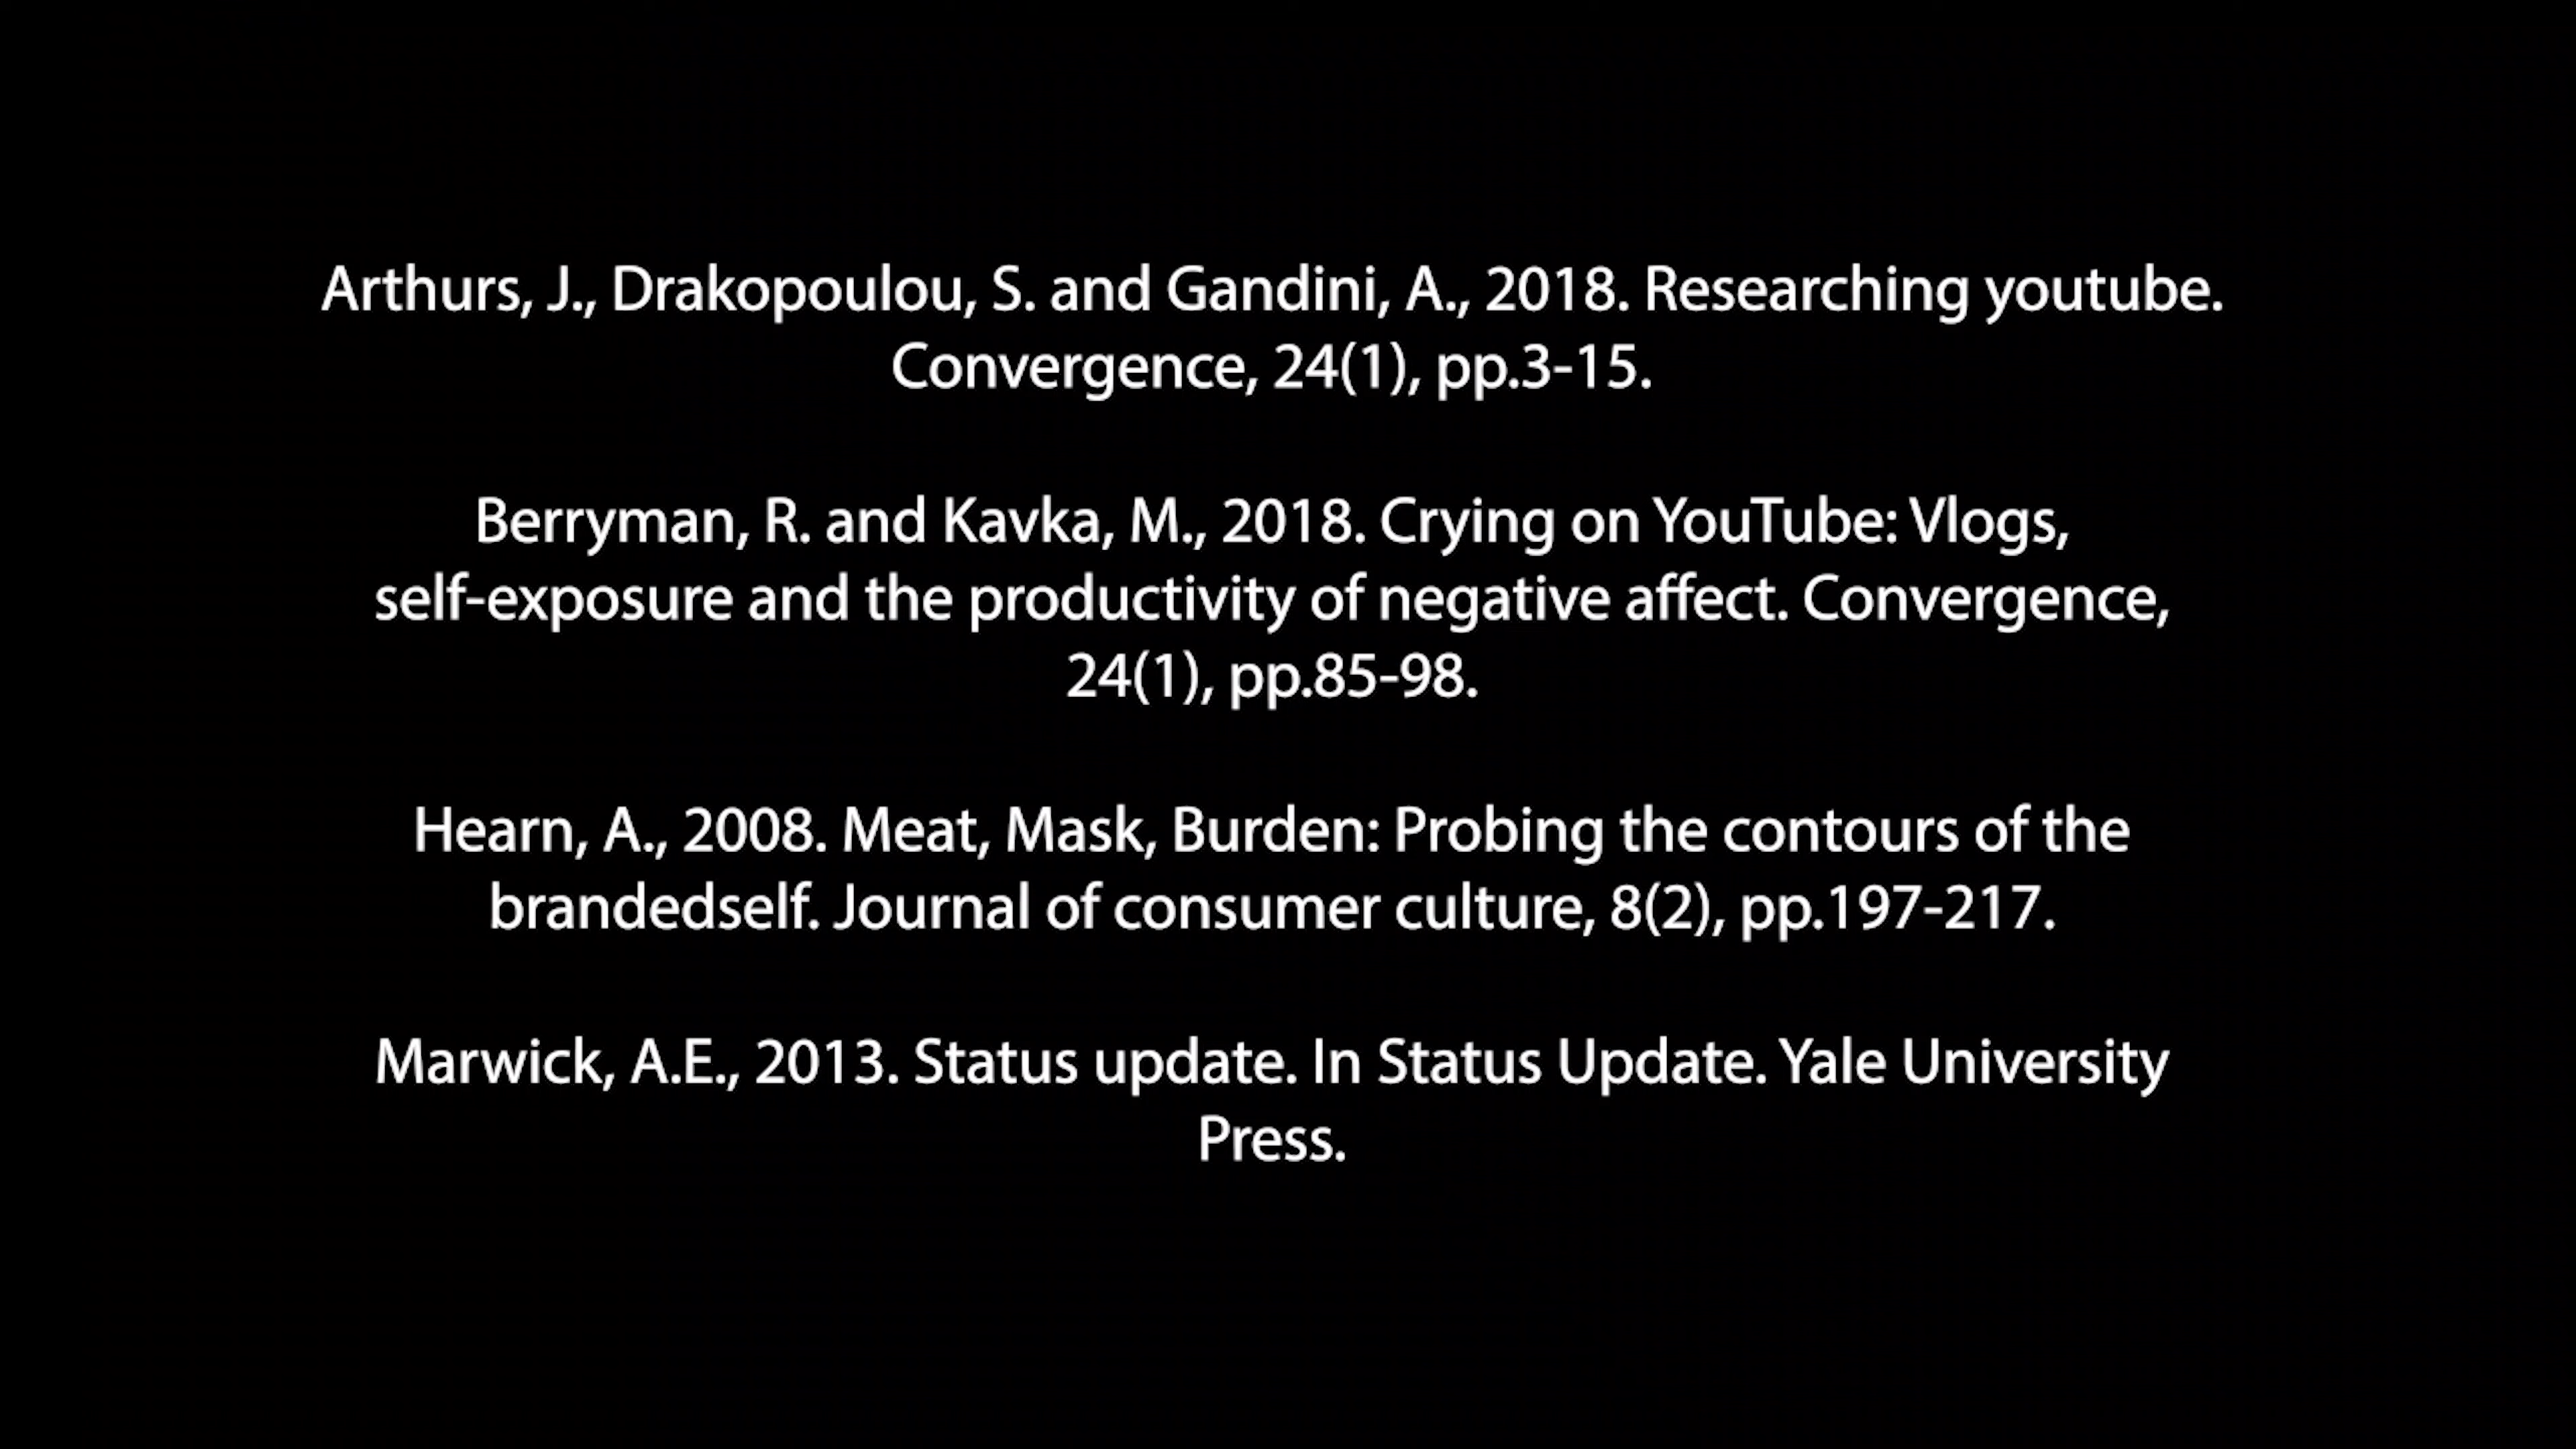 Arthurs, J., Drakopoulou, S. and Gandini, A., 2018. Researching youtube.
Convergence, 24(1), pp.3-15.
Berryman, R. and Kavka, M., 2018. Crying on YouTube: Vlogs,
self-exposure and the productivity of negative affect. Convergence,
24(1), pp.85-98.
Hearn, A., 2008. Meat, Mask, Burden: Probing the contours of the
brandedself. Journal of consumer culture, 8(2), pp.197-217.
Marwick, A.E., 2013. Status update. In Status Update. Yale University
Press.